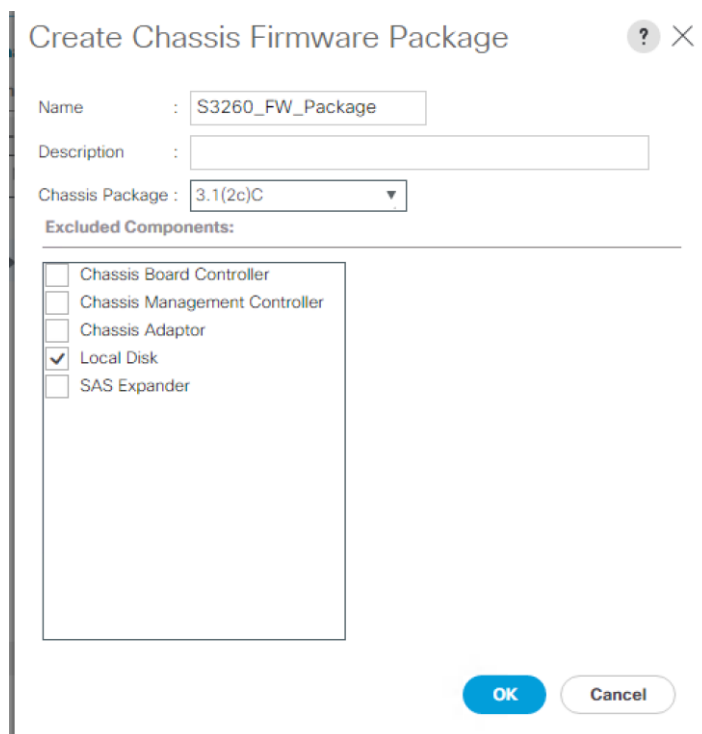 Create Chassis Firmware Package ?
Name : S3260_FW_Package
Description :
Chassis Package : 3.1(2c)C
Excluded Components:
Chassis Board Controller
Chassis Management Controller
Chassis Adaptor
Local Disk
SAS Expander
OK Cancel